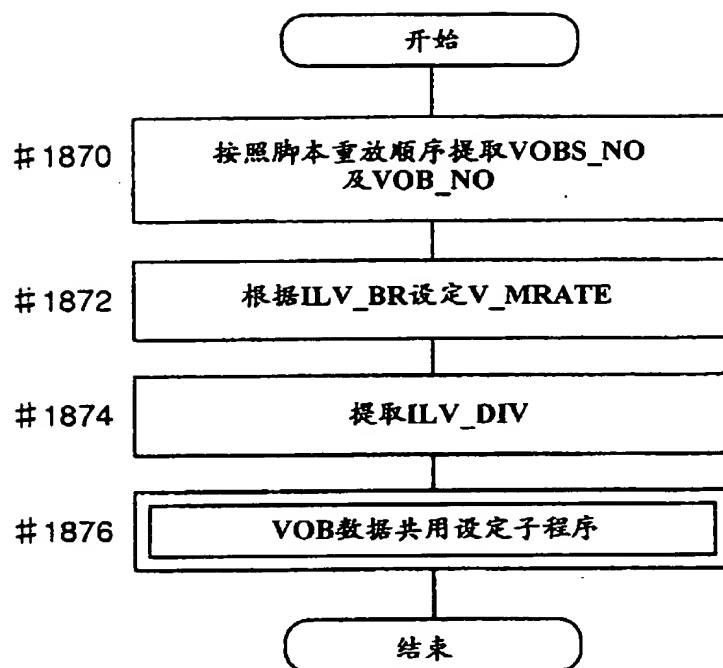 开始
#1870
按照脚本重放顺序提取VOBS_NO
及VOB_NO
#1872
根据ILV_BR设定V_MRATE
#1874
提取ILV_DIV
#1876
VOB数据共用设定子程序
结束